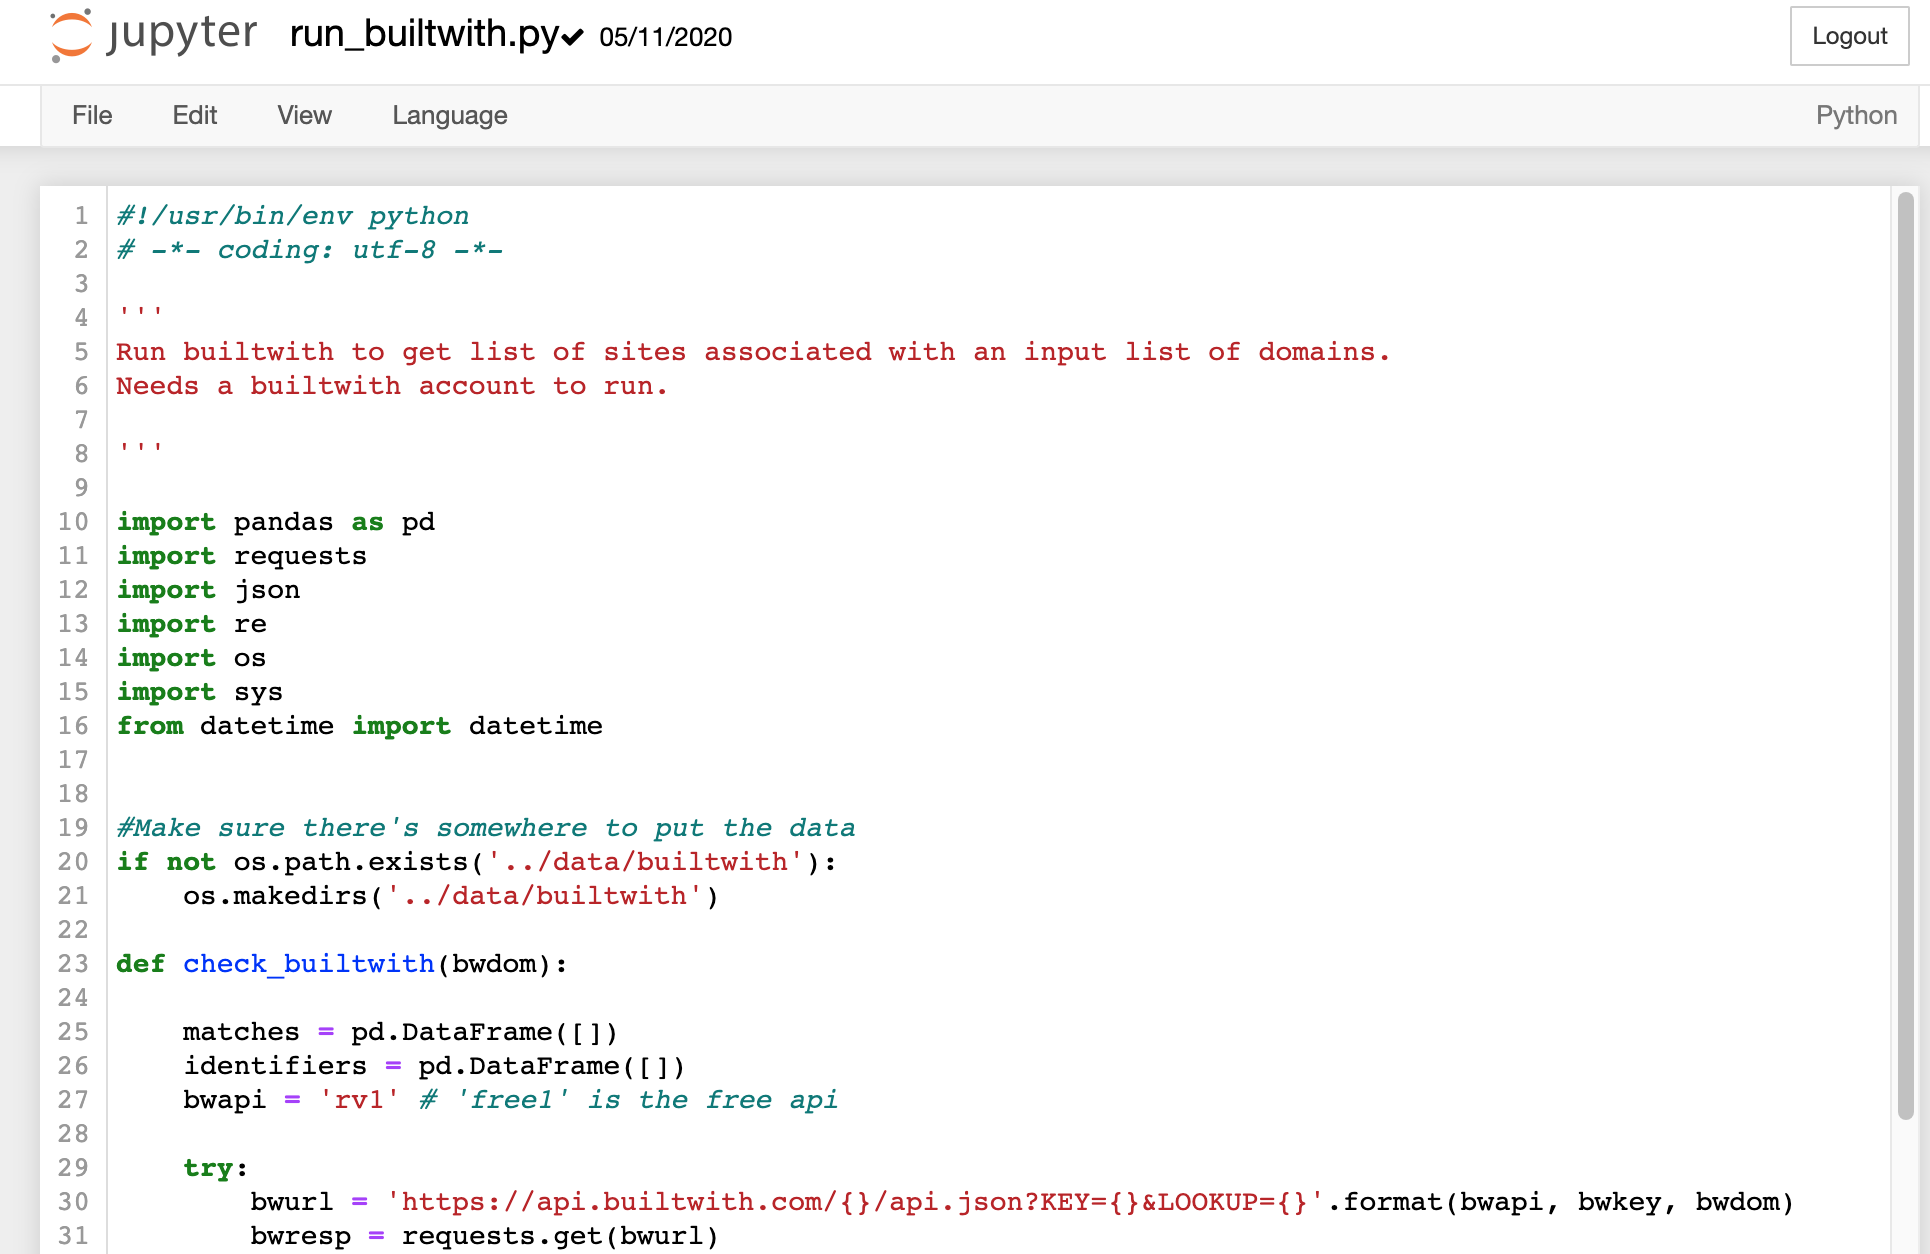 jupyter run_builtwith.py✔ 05/11/2020 Logout
File Edit View Language Python
1 #!/usr/bin/env python
2 # -*- coding: utf-8 -*-
3
4 '''
5 Run builtwith to get list of sites associated with an input list of domains.
6 Needs a builtwith account to run.
7
8 '''
9
10 import pandas as pd
11 import requests
12 import json
13 import re
14 import os
15 import sys
16 from datetime import datetime
17
18
19 #Make sure there's somewhere to put the data
20 if not os.path.exists('../data/builtwith'):
21     os.makedirs('../data/builtwith')
22
23 def check_builtwith(bwdom):
24
25     matches = pd.DataFrame([])
26     identifiers = pd.DataFrame([])
27     bwapi = 'rv1' # 'free1' is the free api
28
29     try:
30         bwurl = 'https://api.builtwith.com/{}/api.json?KEY={}&LOOKUP={}'.format(bwapi, bwkey, bwdom)
31         bwresp = requests.get(bwurl)